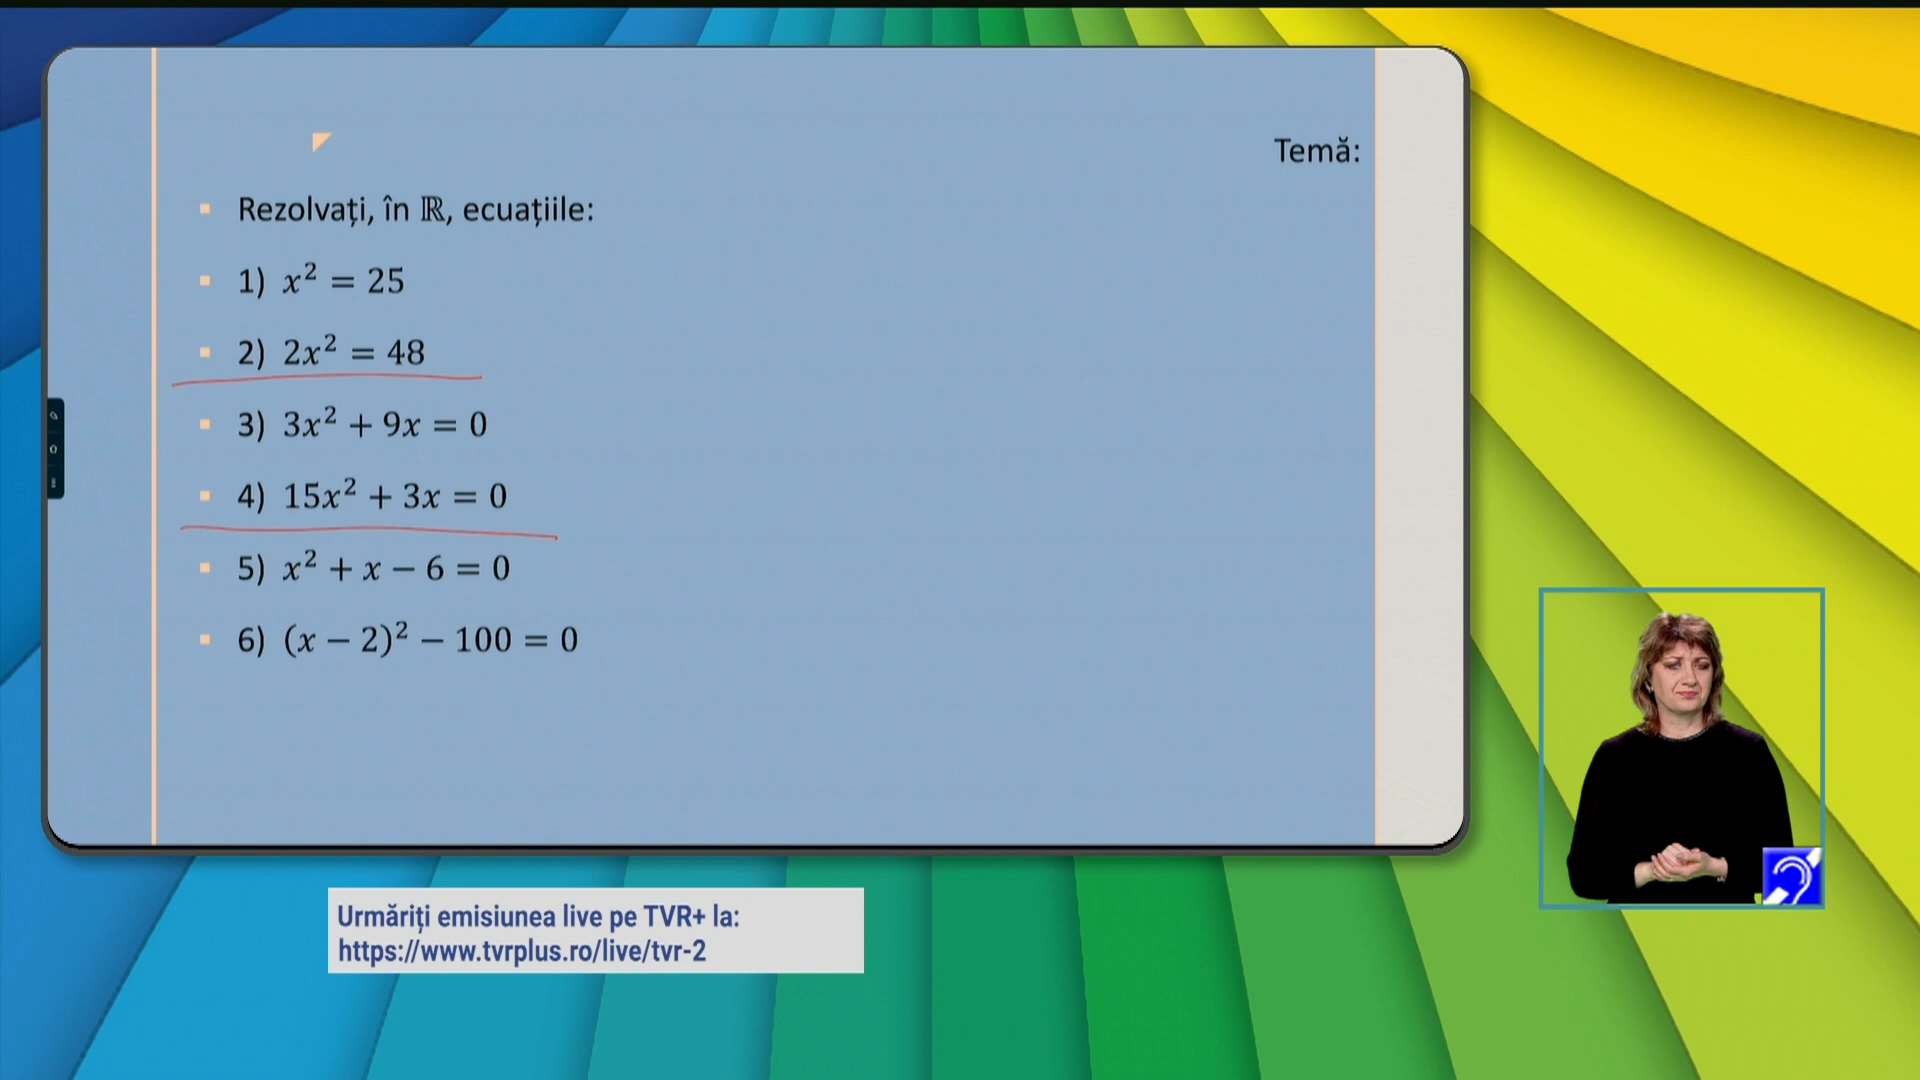 Temă:
Rezolvați, în ℝ, ecuațiile:
1) x² = 25
2) 2x² = 48
3) 3x² + 9x = 0
4) 15x² + 3x = 0
5) x² + x − 6 = 0
6) (x − 2)² − 100 = 0
Urmăriți emisiunea live pe TVR+ la:
https://www.tvrplus.ro/live/tvr-2